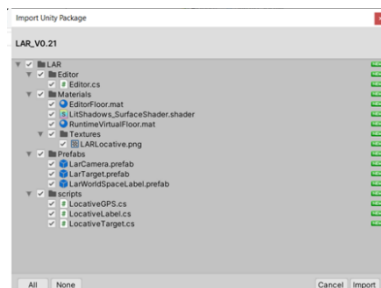 Import Unity Package
LAR_V0.21
LAR
Editor
Editor.cs
Materials
EditorFloor.mat
LitShadows_SurfaceShader.shader
RuntimeVirtualFloor.mat
Textures
LARLocative.png
Prefabs
LarCamera.prefab
LarTarget.prefab
LarWorldSpaceLabel.prefab
scripts
LocativeGPS.cs
LocativeLabel.cs
LocativeTarget.cs
All None Cancel Import